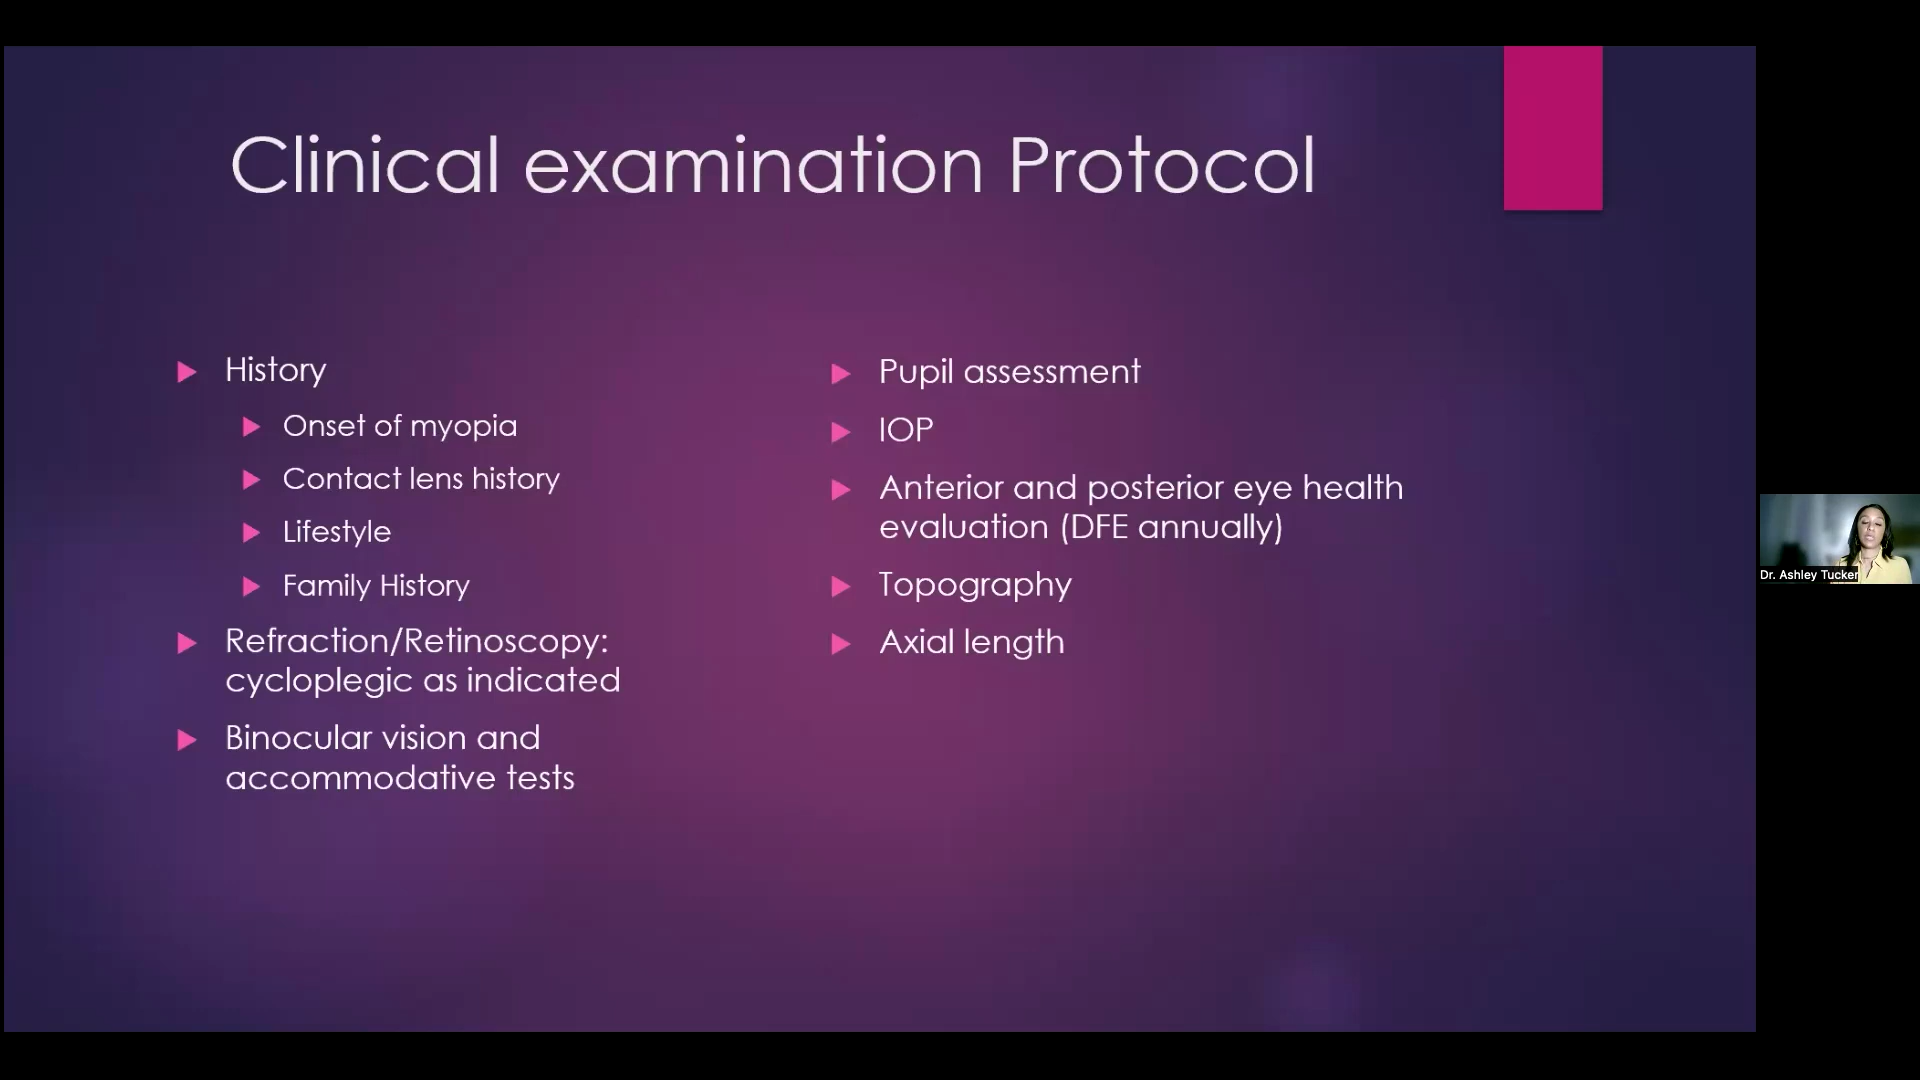 Clinical examination Protocol
History
Onset of myopia
Contact lens history
Lifestyle
Family History
Refraction/Retinoscopy:
cycloplegic as indicated
Binocular vision and
accommodative tests
Pupil assessment
IOP
Anterior and posterior eye health
evaluation (DFE annually)
Topography
Axial length
Dr. Ashley Tucker